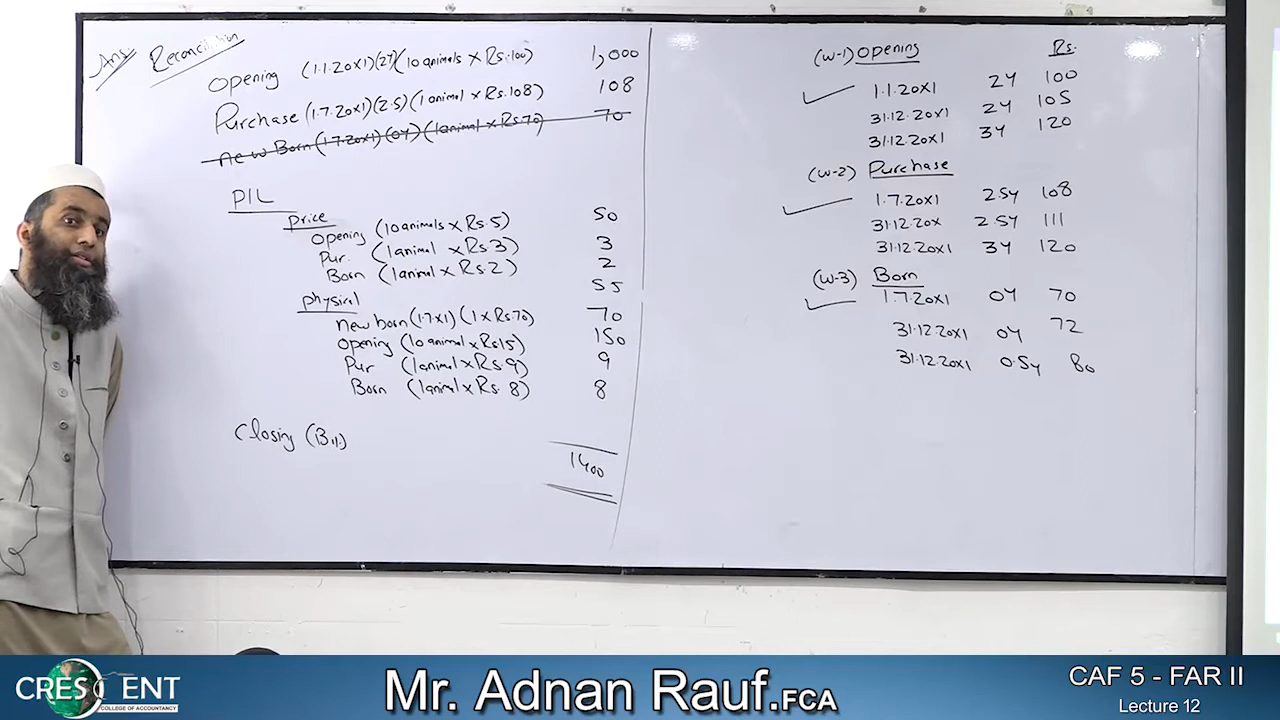 Ans Reconciliation
Opening (1.1.20x1)(2Y)(10 animals x Rs.100) 1,000
Purchase (1.7.20x1)(2.5)(1 animal x Rs.108) 108
New Born (1.7.20x1)(0Y)(1 animal x Rs.70) 70
P/L
Price
Opening (10 animals x Rs.5) 50
Pur. (1 animal x Rs.3) 3
Born (1 animal x Rs.2) 2
55
Physical
New born (1.7.x1) (1 x Rs.70) 70
Opening (10 animal x Rs.15) 150
Pur (1 animal x Rs.9) 9
Born (1 animal x Rs.8) 8
Closing
1400
(W-1) Opening Rs.
1.1.20x1 2Y 100
31.12.20x1 2Y 105
31.12.20x1 3Y 120
(W-2) Purchase
1.7.20x1 2.5Y 108
31.12.20x 2.5Y 111
31.12.20x1 3Y 120
(W-3) Born
1.7.20x1 0Y 70
31.12.20x1 0Y 72
31.12.20x1 0.5Y 80
CRESCENT
COLLEGE OF ACCOUNTANCY
Mr. Adnan Rauf.FCA
CAF 5 - FAR II
Lecture 12